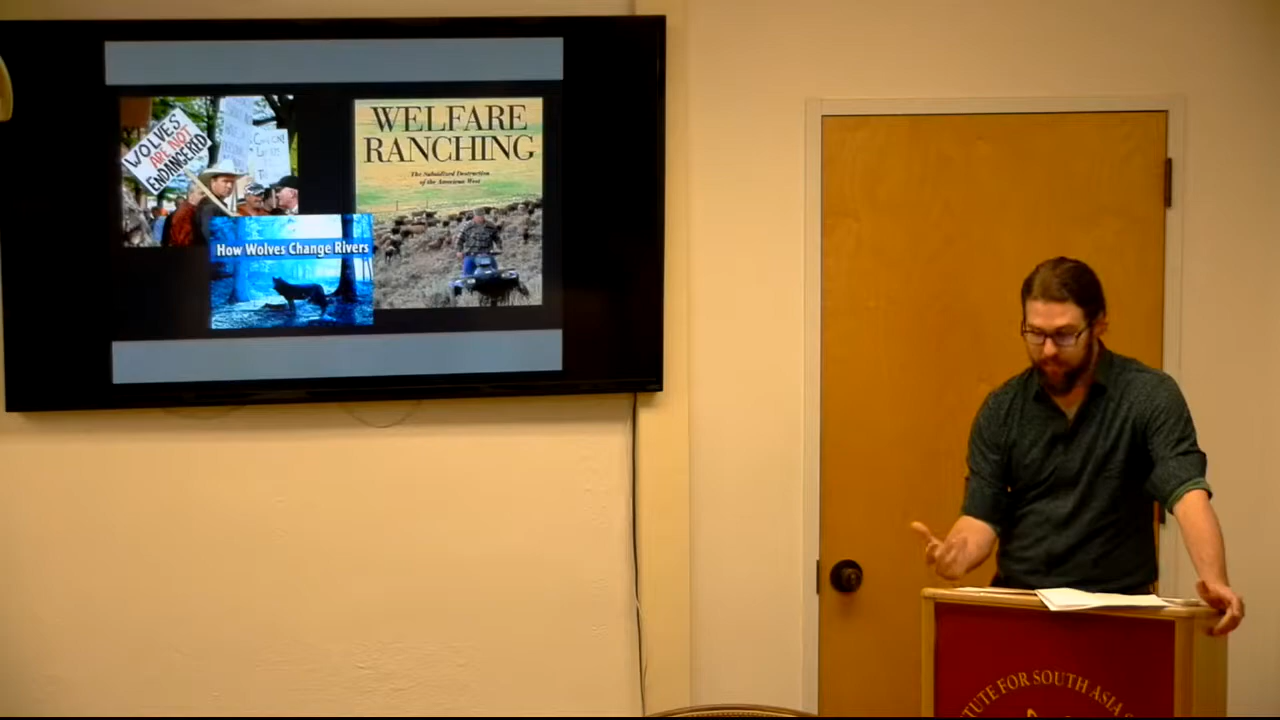 WOLVES
ARE NOT
ENDANGERED
WELFARE
RANCHING
The Subsidized Destruction
of the American West
How Wolves Change Rivers
TUTE FOR SOUTH ASIA